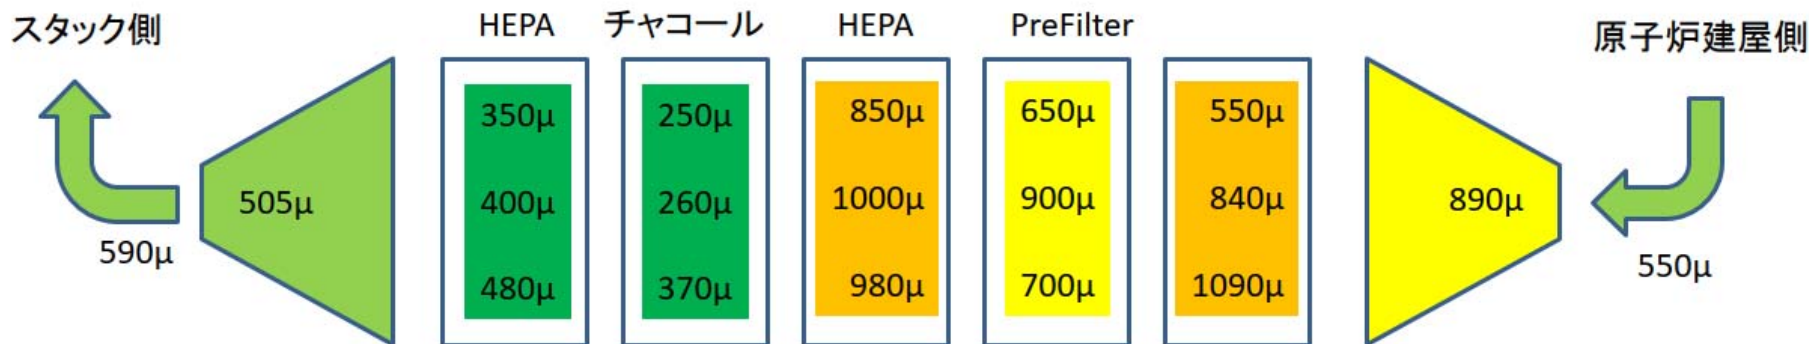 スタック側
HEPA チャコール HEPA PreFilter
原子炉建屋側
350μ 250μ 850μ 650μ 550μ
505μ 400μ 260μ 1000μ 900μ 840μ 890μ
590μ 550μ
480μ 370μ 980μ 700μ 1090μ